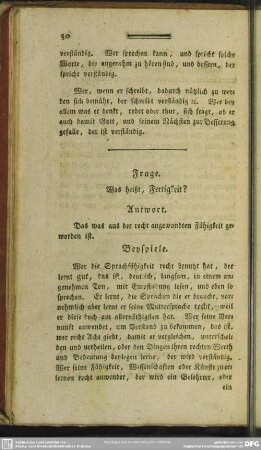 50
verständig. Wer sprechen kann, und spricht solche
Worte, die angenehm zu hören sind, und bessern, der
spricht verständig.
Wer, wenn er schreibt, dadurch nützlich zu wer=
den sich bemüht, der schreibt verständig ꝛc. Wer bey
allem was er denkt, redet oder thut, sich fragt, ob er
auch damit Gott, und seinem Nächsten zur Besserung
gefalle, der ist verständig.
Frage.
Was heißt, Fertigkeit?
Antwort.
Das was aus der recht angewandten Fähigkeit ge=
worden ist.
Beyspiele.
Wer die Sprachfähigkeit recht benutzt hat, der
lernt gut, das ist, deutlich, langsam, in einem an=
genehmen Ton, mit Empfindung lesen, und eben so
sprechen. Er lernt, die Sprachen die er braucht, vor=
nehmlich aber lernt er seine Muttersprache recht, weil
er diese doch am allernöthigsten hat. Wer seine Ver=
nunft anwendet, um Verstand zu bekommen, das ist,
wer recht Acht giebt, damit er vergleichen, unterschei=
den und urtheilen, oder den Dingen ihren rechten Werth
und Bedeutung beylegen lerne, der wird verständig.
Wer seine Fähigkeit, Wissenschaften oder Künste zu er=
lernen recht anwendet, der wird ein Gelehrter, oder
ein
DFG